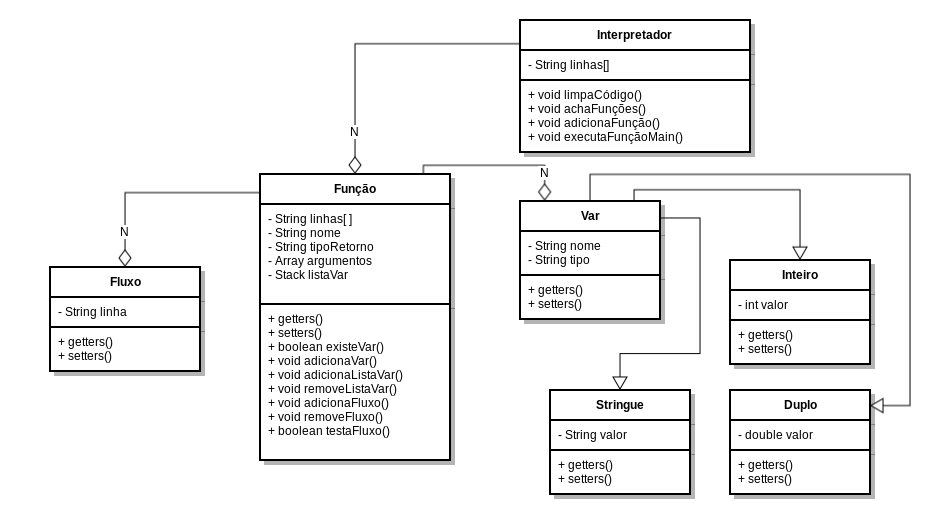 Interpretador
- String linhas[]
+ void limpaCódigo()
+ void achaFunções()
+ void adicionaFunção()
+ void executaFunçãoMain()
N
Função
- String linhas[ ]
- String nome
- String tipoRetorno
- Array argumentos
- Stack listaVar
+ getters()
+ setters()
+ boolean existeVar()
+ void adicionaVar()
+ void adicionaListaVar()
+ void removeListaVar()
+ void adicionaFluxo()
+ void removeFluxo()
+ boolean testaFluxo()
N
Fluxo
- String linha
+ getters()
+ setters()
N
Var
- String nome
- String tipo
+ getters()
+ setters()
Inteiro
- int valor
+ getters()
+ setters()
Stringue
- String valor
+ getters()
+ setters()
Duplo
- double valor
+ getters()
+ setters()